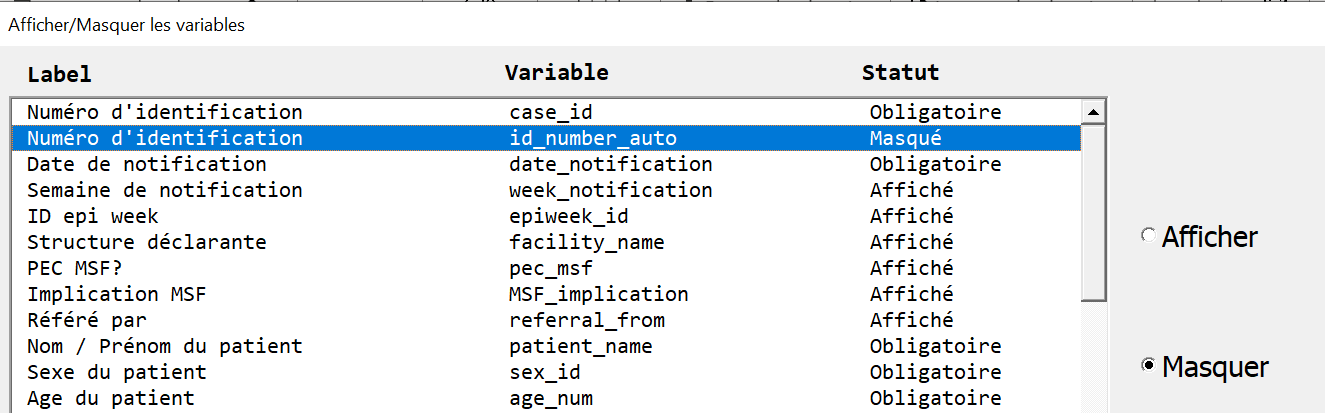 Afficher/Masquer les variables
Label Variable Statut
Numéro d'identification case_id Obligatoire
Numéro d'identification id_number_auto Masqué
Date de notification date_notification Obligatoire
Semaine de notification week_notification Affiché
ID epi week epiweek_id Affiché
Structure déclarante facility_name Affiché
Afficher
PEC MSF? pec_msf Affiché
Implication MSF MSF_implication Affiché
Référé par referral_from Affiché
Nom / Prénom du patient patient_name Obligatoire
Masquer
Sexe du patient sex_id Obligatoire
Age du patient age_num Obligatoire